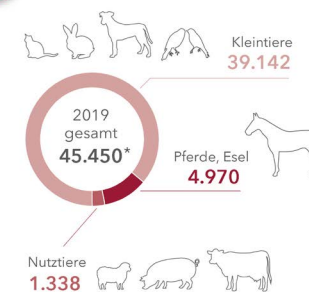 Kleintiere
39.142
2019
gesamt
45.450*
Pferde, Esel
4.970
Nutztiere
1.338